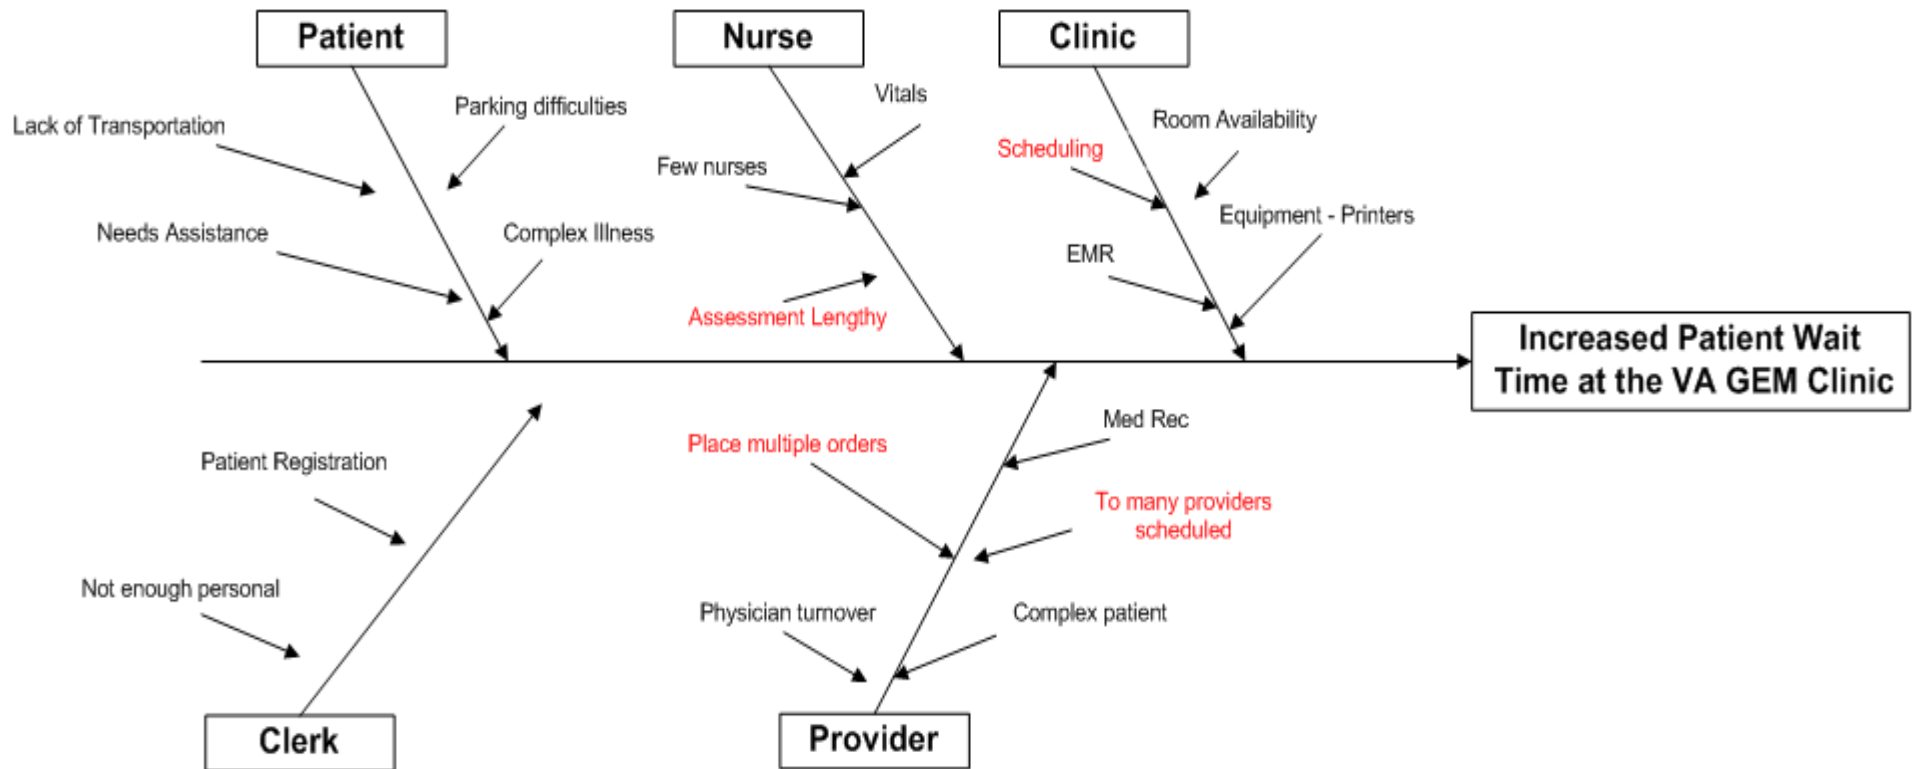 Patient
Nurse
Clinic
Parking difficulties
Lack of Transportation
Needs Assistance
Complex Illness
Vitals
Few nurses
Assessment Lengthy
Room Availability
Scheduling
Equipment - Printers
EMR
Increased Patient Wait
Time at the VA GEM Clinic
Patient Registration
Not enough personal
Clerk
Med Rec
Place multiple orders
To many providers
scheduled
Physician turnover
Complex patient
Provider